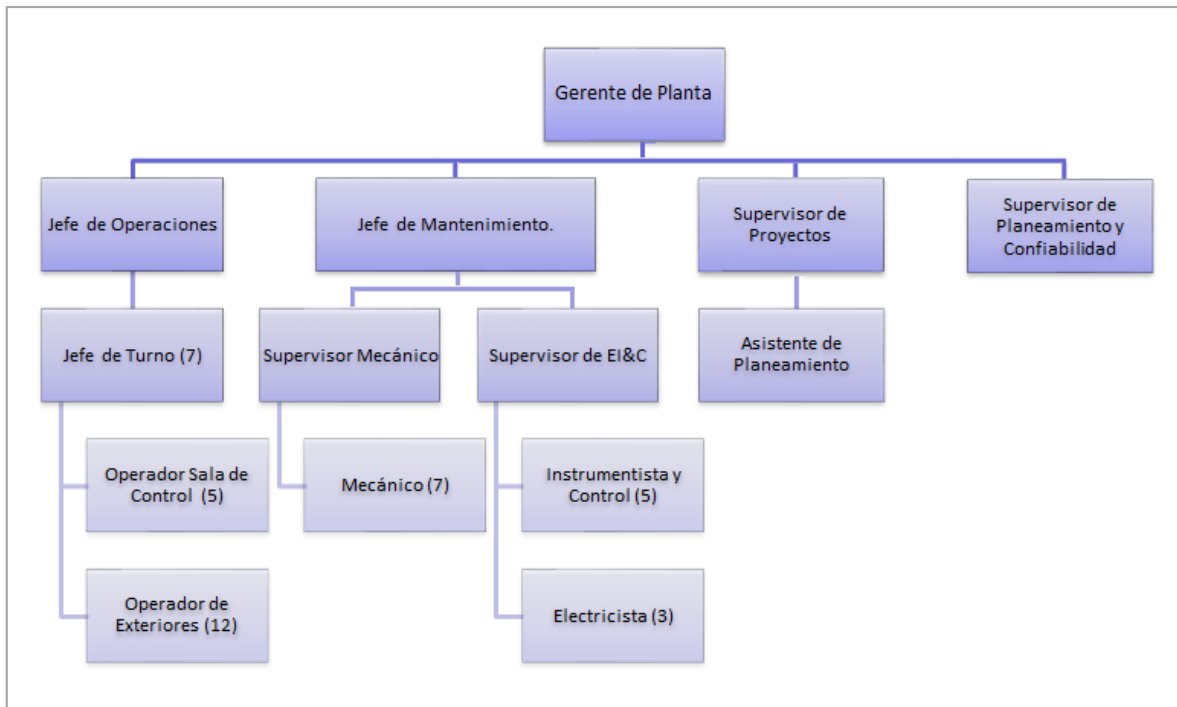 Gerente de Planta
Jefe de Operaciones
Jefe de Mantenimiento.
Supervisor de
Proyectos
Supervisor de
Planeamiento y
Confiabilidad
Jefe de Turno (7)
Supervisor Mecánico
Supervisor de EI&C
Asistente de
Planeamiento
Operador Sala de
Control (5)
Mecánico (7)
Instrumentista y
Control (5)
Operador de
Exteriores (12)
Electricista (3)